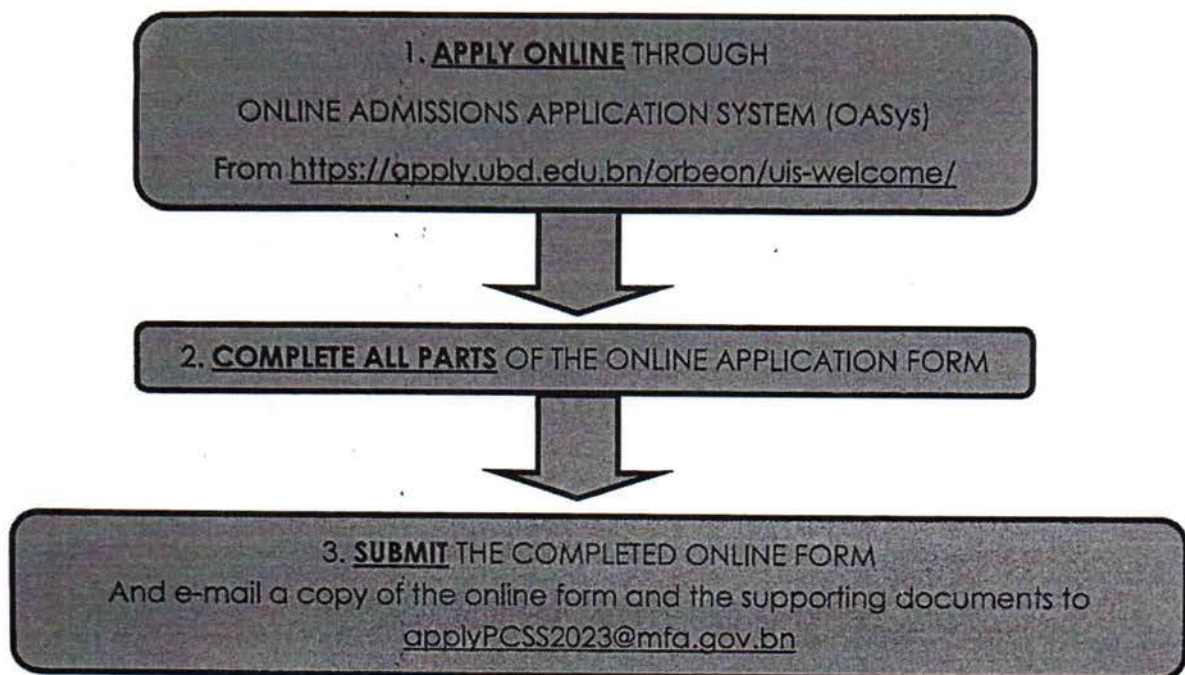 1. APPLY ONLINE THROUGH
ONLINE ADMISSIONS APPLICATION SYSTEM (OASys)
From https://apply.ubd.edu.bn/orbeon/uis-welcome/
2. COMPLETE ALL PARTS OF THE ONLINE APPLICATION FORM
3. SUBMIT THE COMPLETED ONLINE FORM
And e-mail a copy of the online form and the supporting documents to
applyPCSS2023@mfa.gov.bn